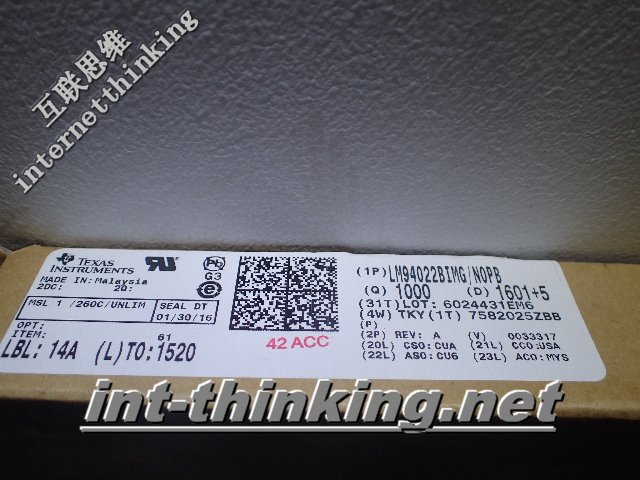 互联思维
internetthinking
TEXAS
INSTRUMENTS
MADE IN: Malaysia
2DC: 2D:
MSL 1 /260C/UNLIM
SEAL DT
01/30/16
OPT:
ITEM:
61
LBL: 14A (L)TO:1520
Pb
G3
42 ACC
(1P)LM94022BIMG/NOPB
(Q) 1000 (D) 1601+5
(31T)LOT: 6024431EM6
(4W) TKY(1T) 7582025ZBB
(P)
(2P) REV: A (V) 0033317
(20L) CSO:CUA (21L) CCO:USA
(22L) ASO:CU6 (23L) ACO:MYS
int-thinking.net